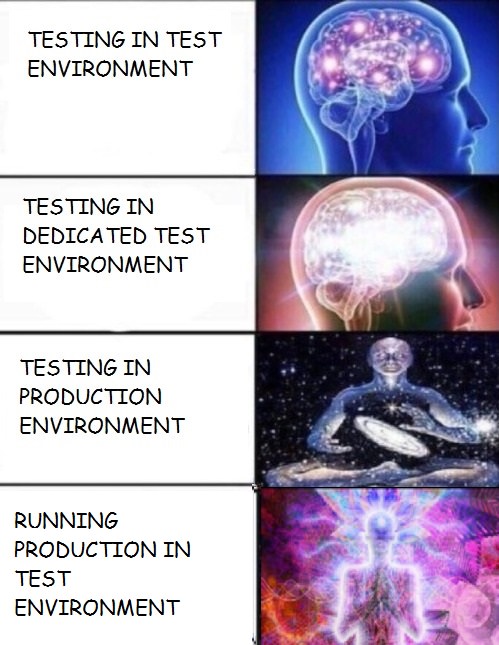 TESTING IN TEST
ENVIRONMENT
TESTING IN
DEDICATED TEST
ENVIRONMENT
TESTING IN
PRODUCTION
ENVIRONMENT
RUNNING
PRODUCTION IN
TEST
ENVIRONMENT